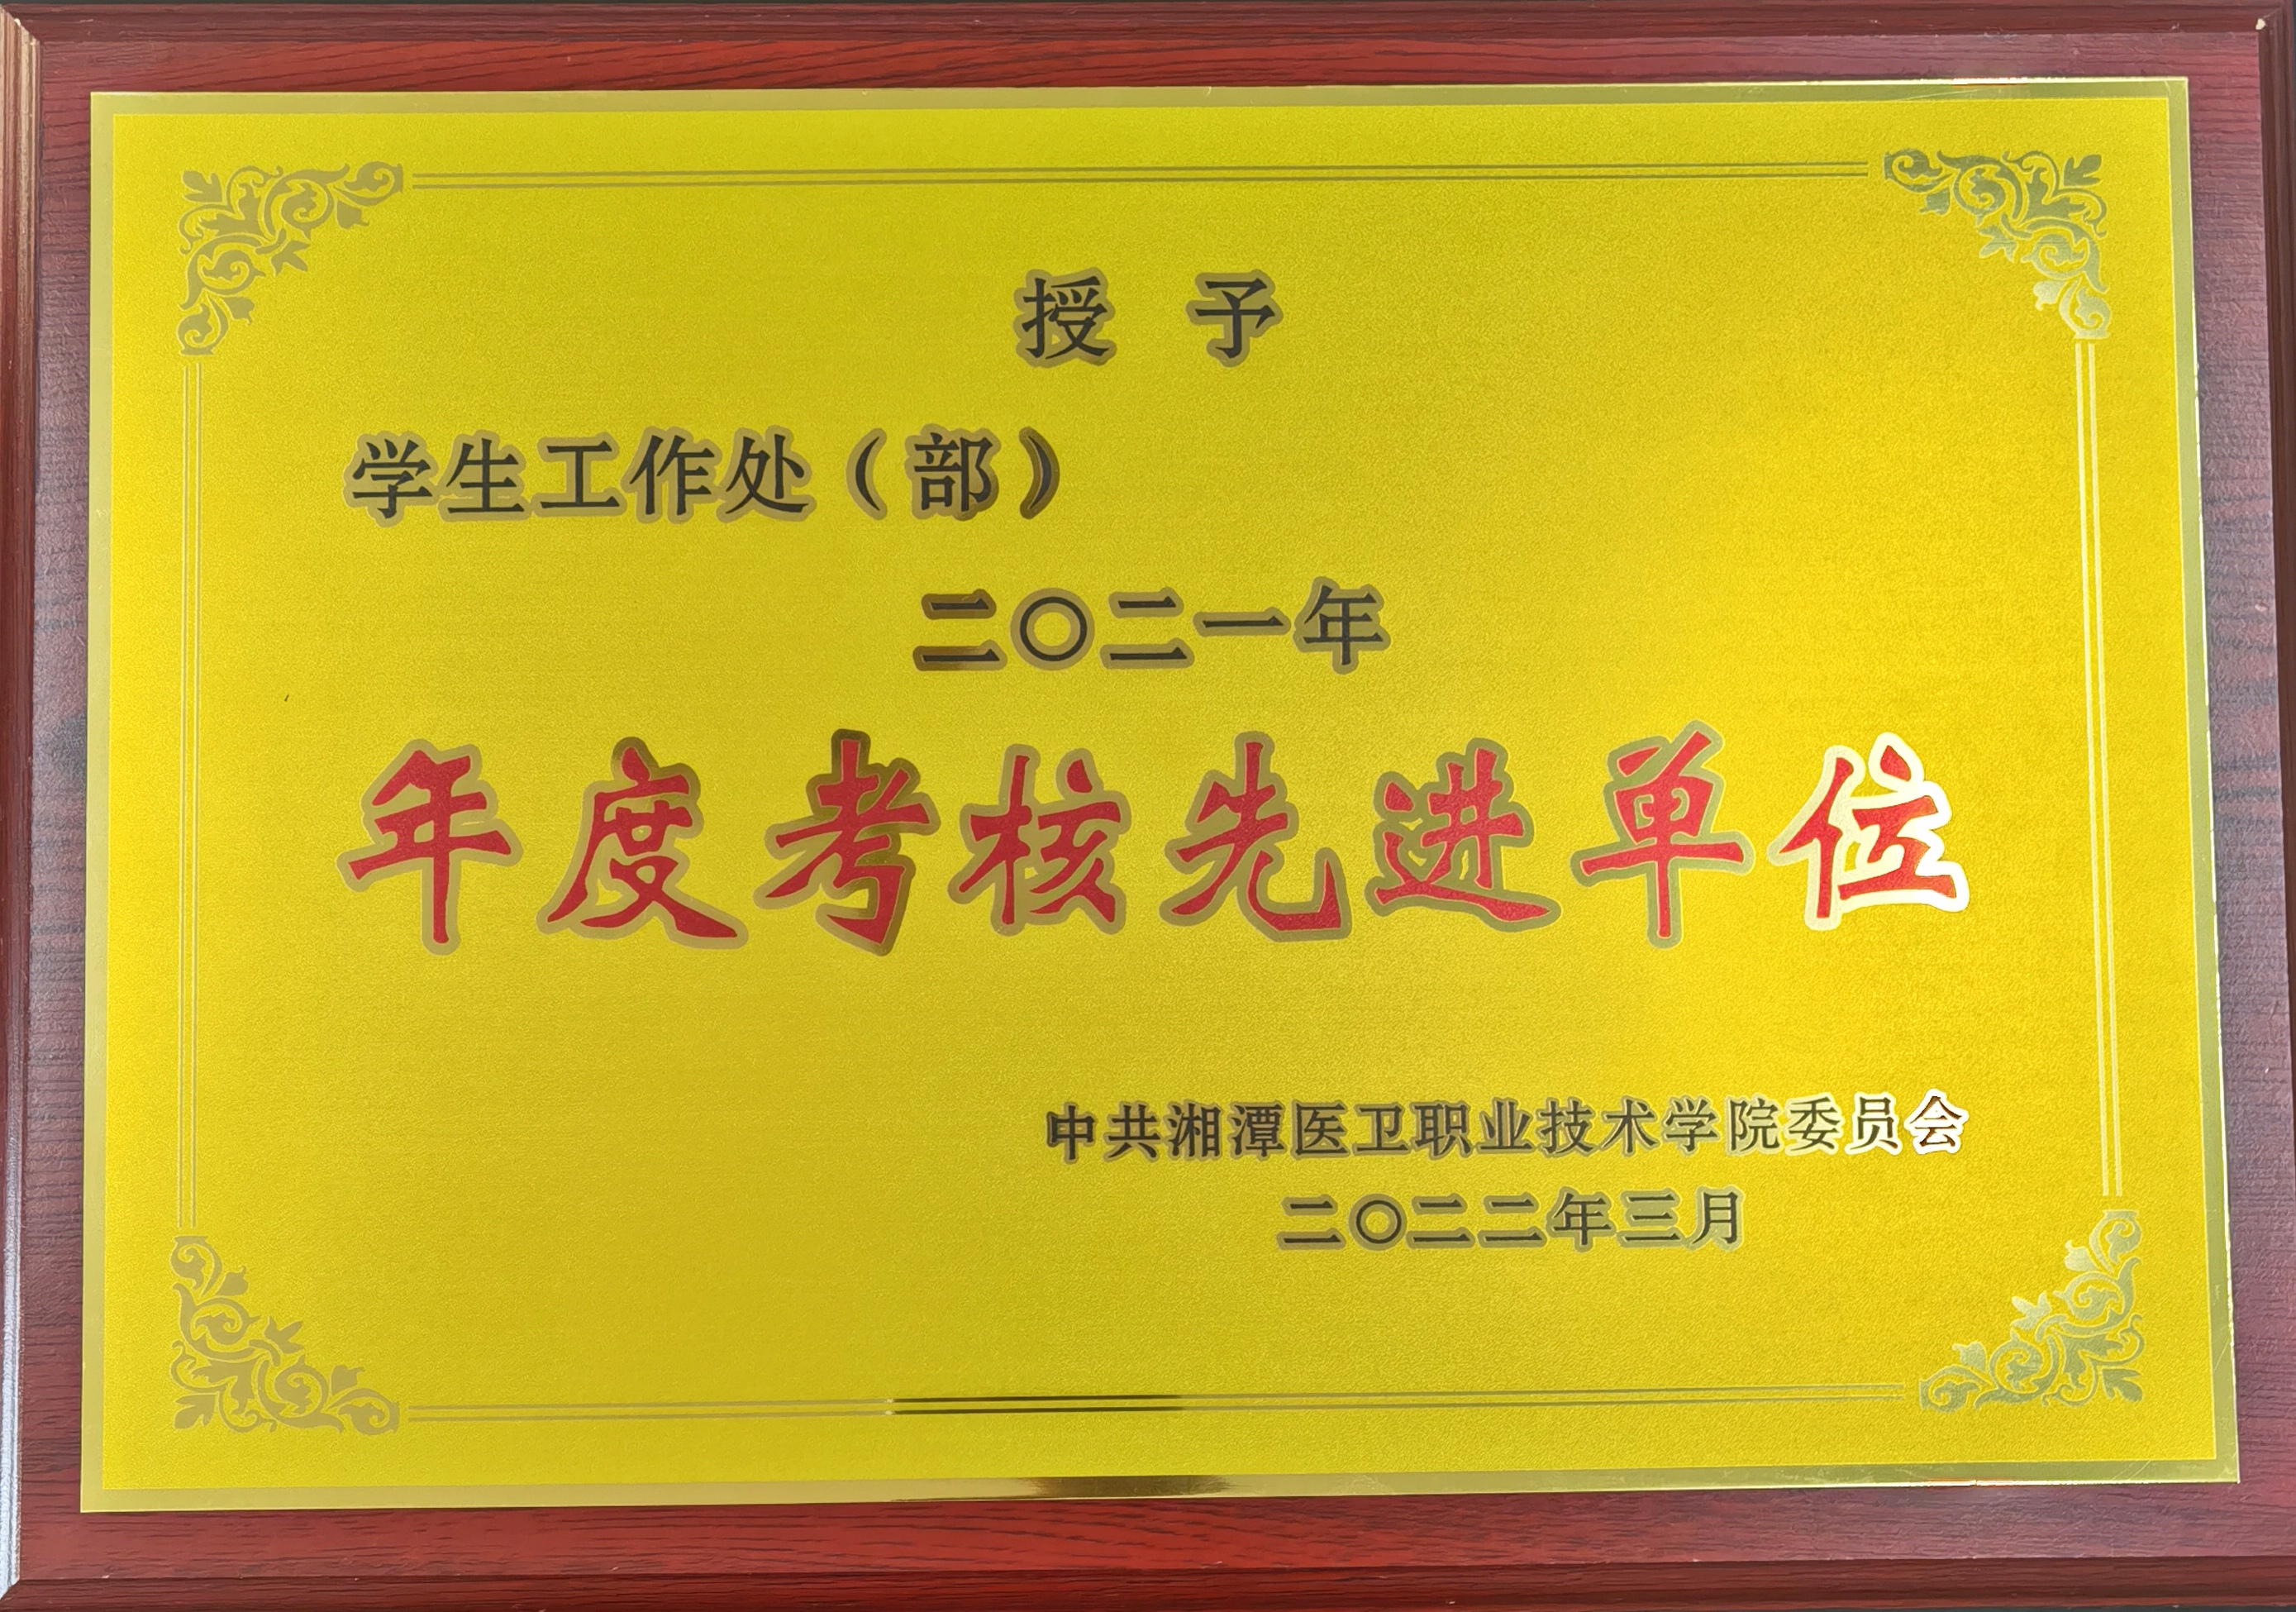 授 予
学生工作处（部）
二〇二一年
年度考核先进单位
中共湘潭医卫职业技术学院委员会
二〇二二年三月